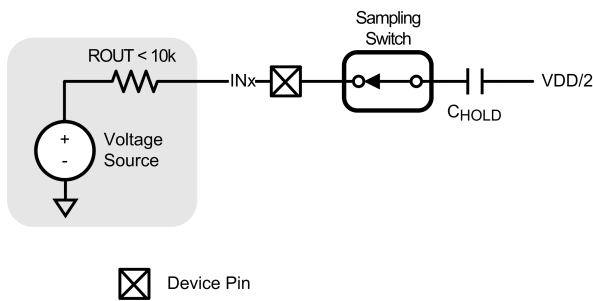 Sampling
Switch
ROUT < 10k
INx
VDD/2
CHOLD
+
-
Voltage
Source
Device Pin